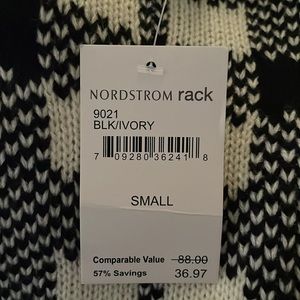 NORDSTROM rack
9021
BLK/IVORY
7 09280 36241 8
SMALL
Comparable Value 88.00
57% Savings 36.97